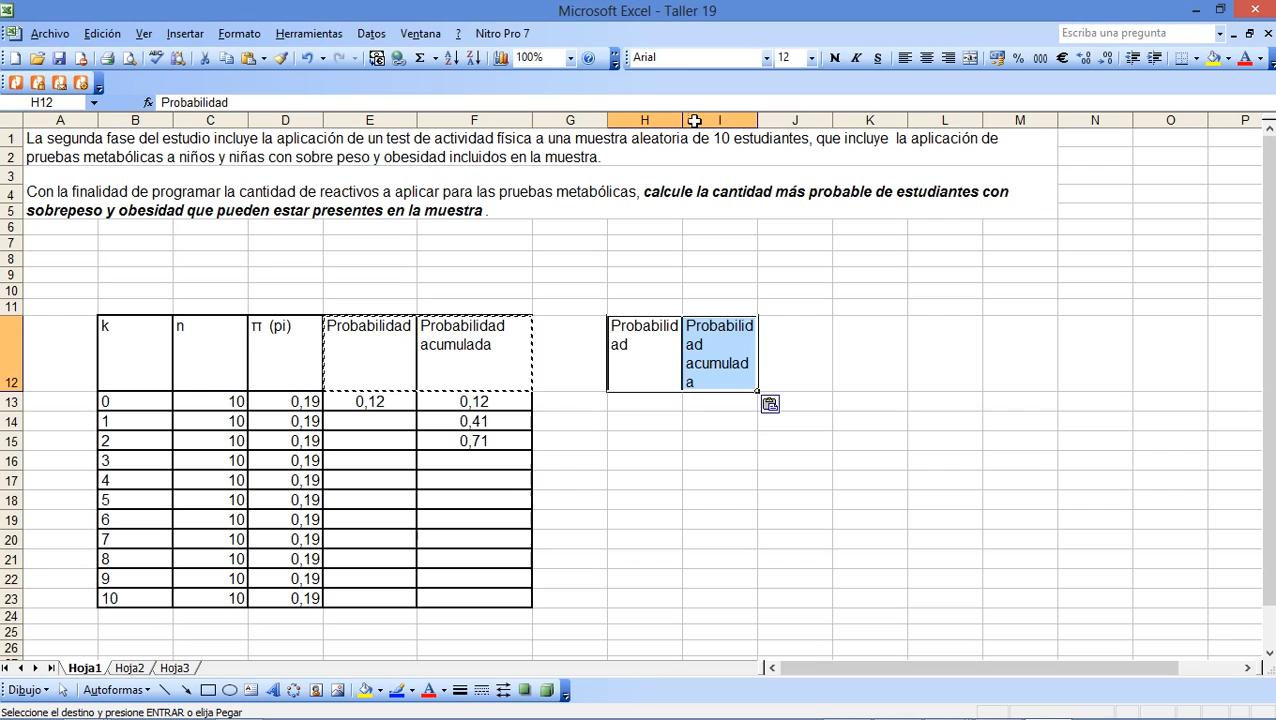 Microsoft Excel - Taller 19
Archivo Edición Ver Insertar Formato Herramientas Datos Ventana ? Nitro Pro 7 Escriba una pregunta
100% Arial 12 N K S % 000
H12 fx Probabilidad
A B C D E F G H I J K L M N O P
1 La segunda fase del estudio incluye la aplicación de un test de actividad física a una muestra aleatoria de 10 estudiantes, que incluye la aplicación de
2 pruebas metabólicas a niños y niñas con sobre peso y obesidad incluidos en la muestra.
3
4 Con la finalidad de programar la cantidad de reactivos a aplicar para las pruebas metabólicas, calcule la cantidad más probable de estudiantes con
5 sobrepeso y obesidad que pueden estar presentes en la muestra .
6
7
8
9
10
11
k n π (pi) Probabilidad Probabilidad Probabilid Probabilid
acumulada ad ad
acumulad
12 a
13 0 10 0,19 0,12 0,12
14 1 10 0,19 0,41
15 2 10 0,19 0,71
16 3 10 0,19
17 4 10 0,19
18 5 10 0,19
19 6 10 0,19
20 7 10 0,19
21 8 10 0,19
22 9 10 0,19
23 10 10 0,19
24
25
26
Hoja1 Hoja2 Hoja3
Dibujo Autoformas
Seleccione el destino y presione ENTRAR o elija Pegar